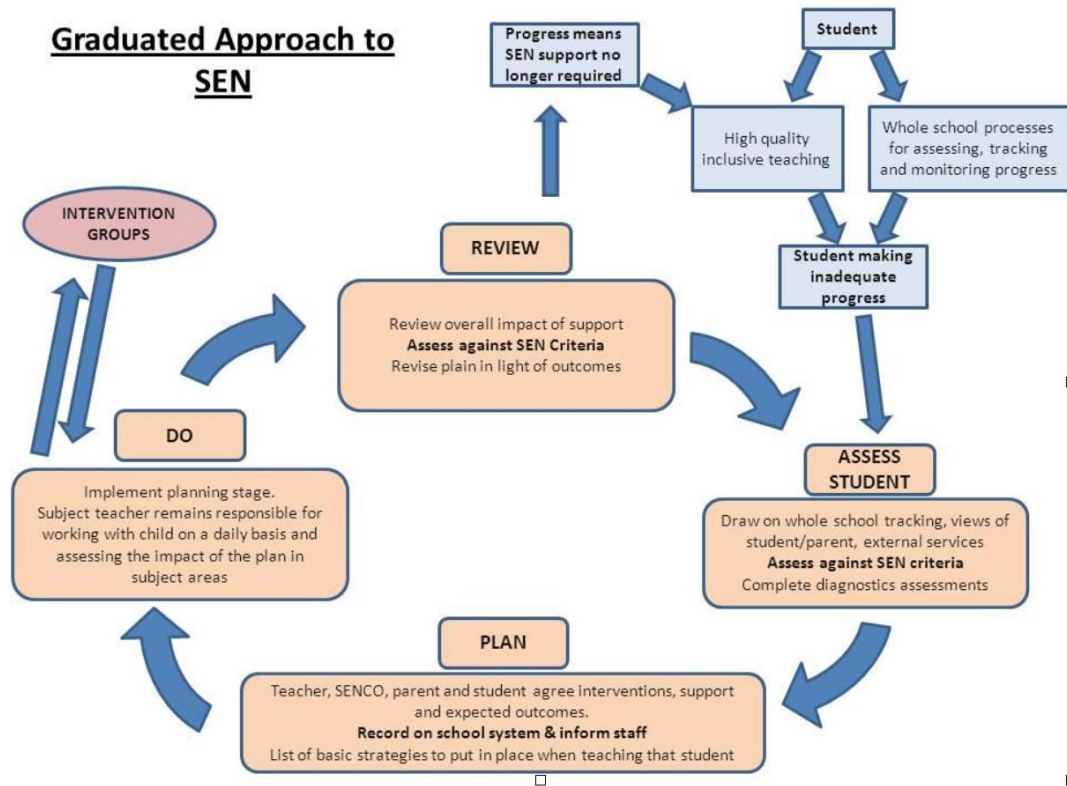 Graduated Approach to
SEN
Progress means
SEN support no
longer required
Student
High quality
inclusive teaching
Whole school processes
for assessing, tracking
and monitoring progress
Student making
inadequate
progress
INTERVENTION
GROUPS
REVIEW
Review overall impact of support
Assess against SEN Criteria
Revise plain in light of outcomes
DO
Implement planning stage.
Subject teacher remains responsible for
working with child on a daily basis and
assessing the impact of the plan in
subject areas
ASSESS
STUDENT
Draw on whole school tracking, views of
student/parent, external services
Assess against SEN criteria
Complete diagnostics assessments
PLAN
Teacher, SENCO, parent and student agree interventions, support
and expected outcomes.
Record on school system & inform staff
List of basic strategies to put in place when teaching that student